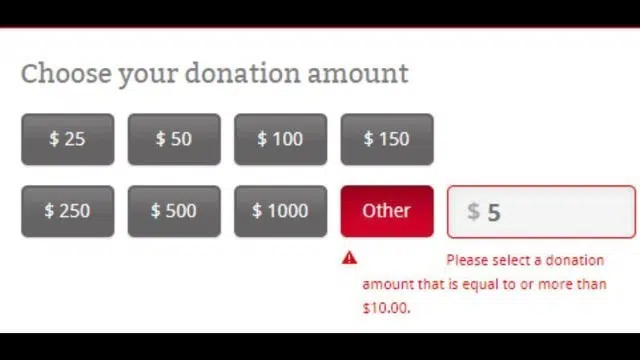 Choose your donation amount
$ 25 $ 50 $ 100 $ 150
$ 250 $ 500 $ 1000 Other $ 5
Please select a donation
amount that is equal to or more than
$10.00.